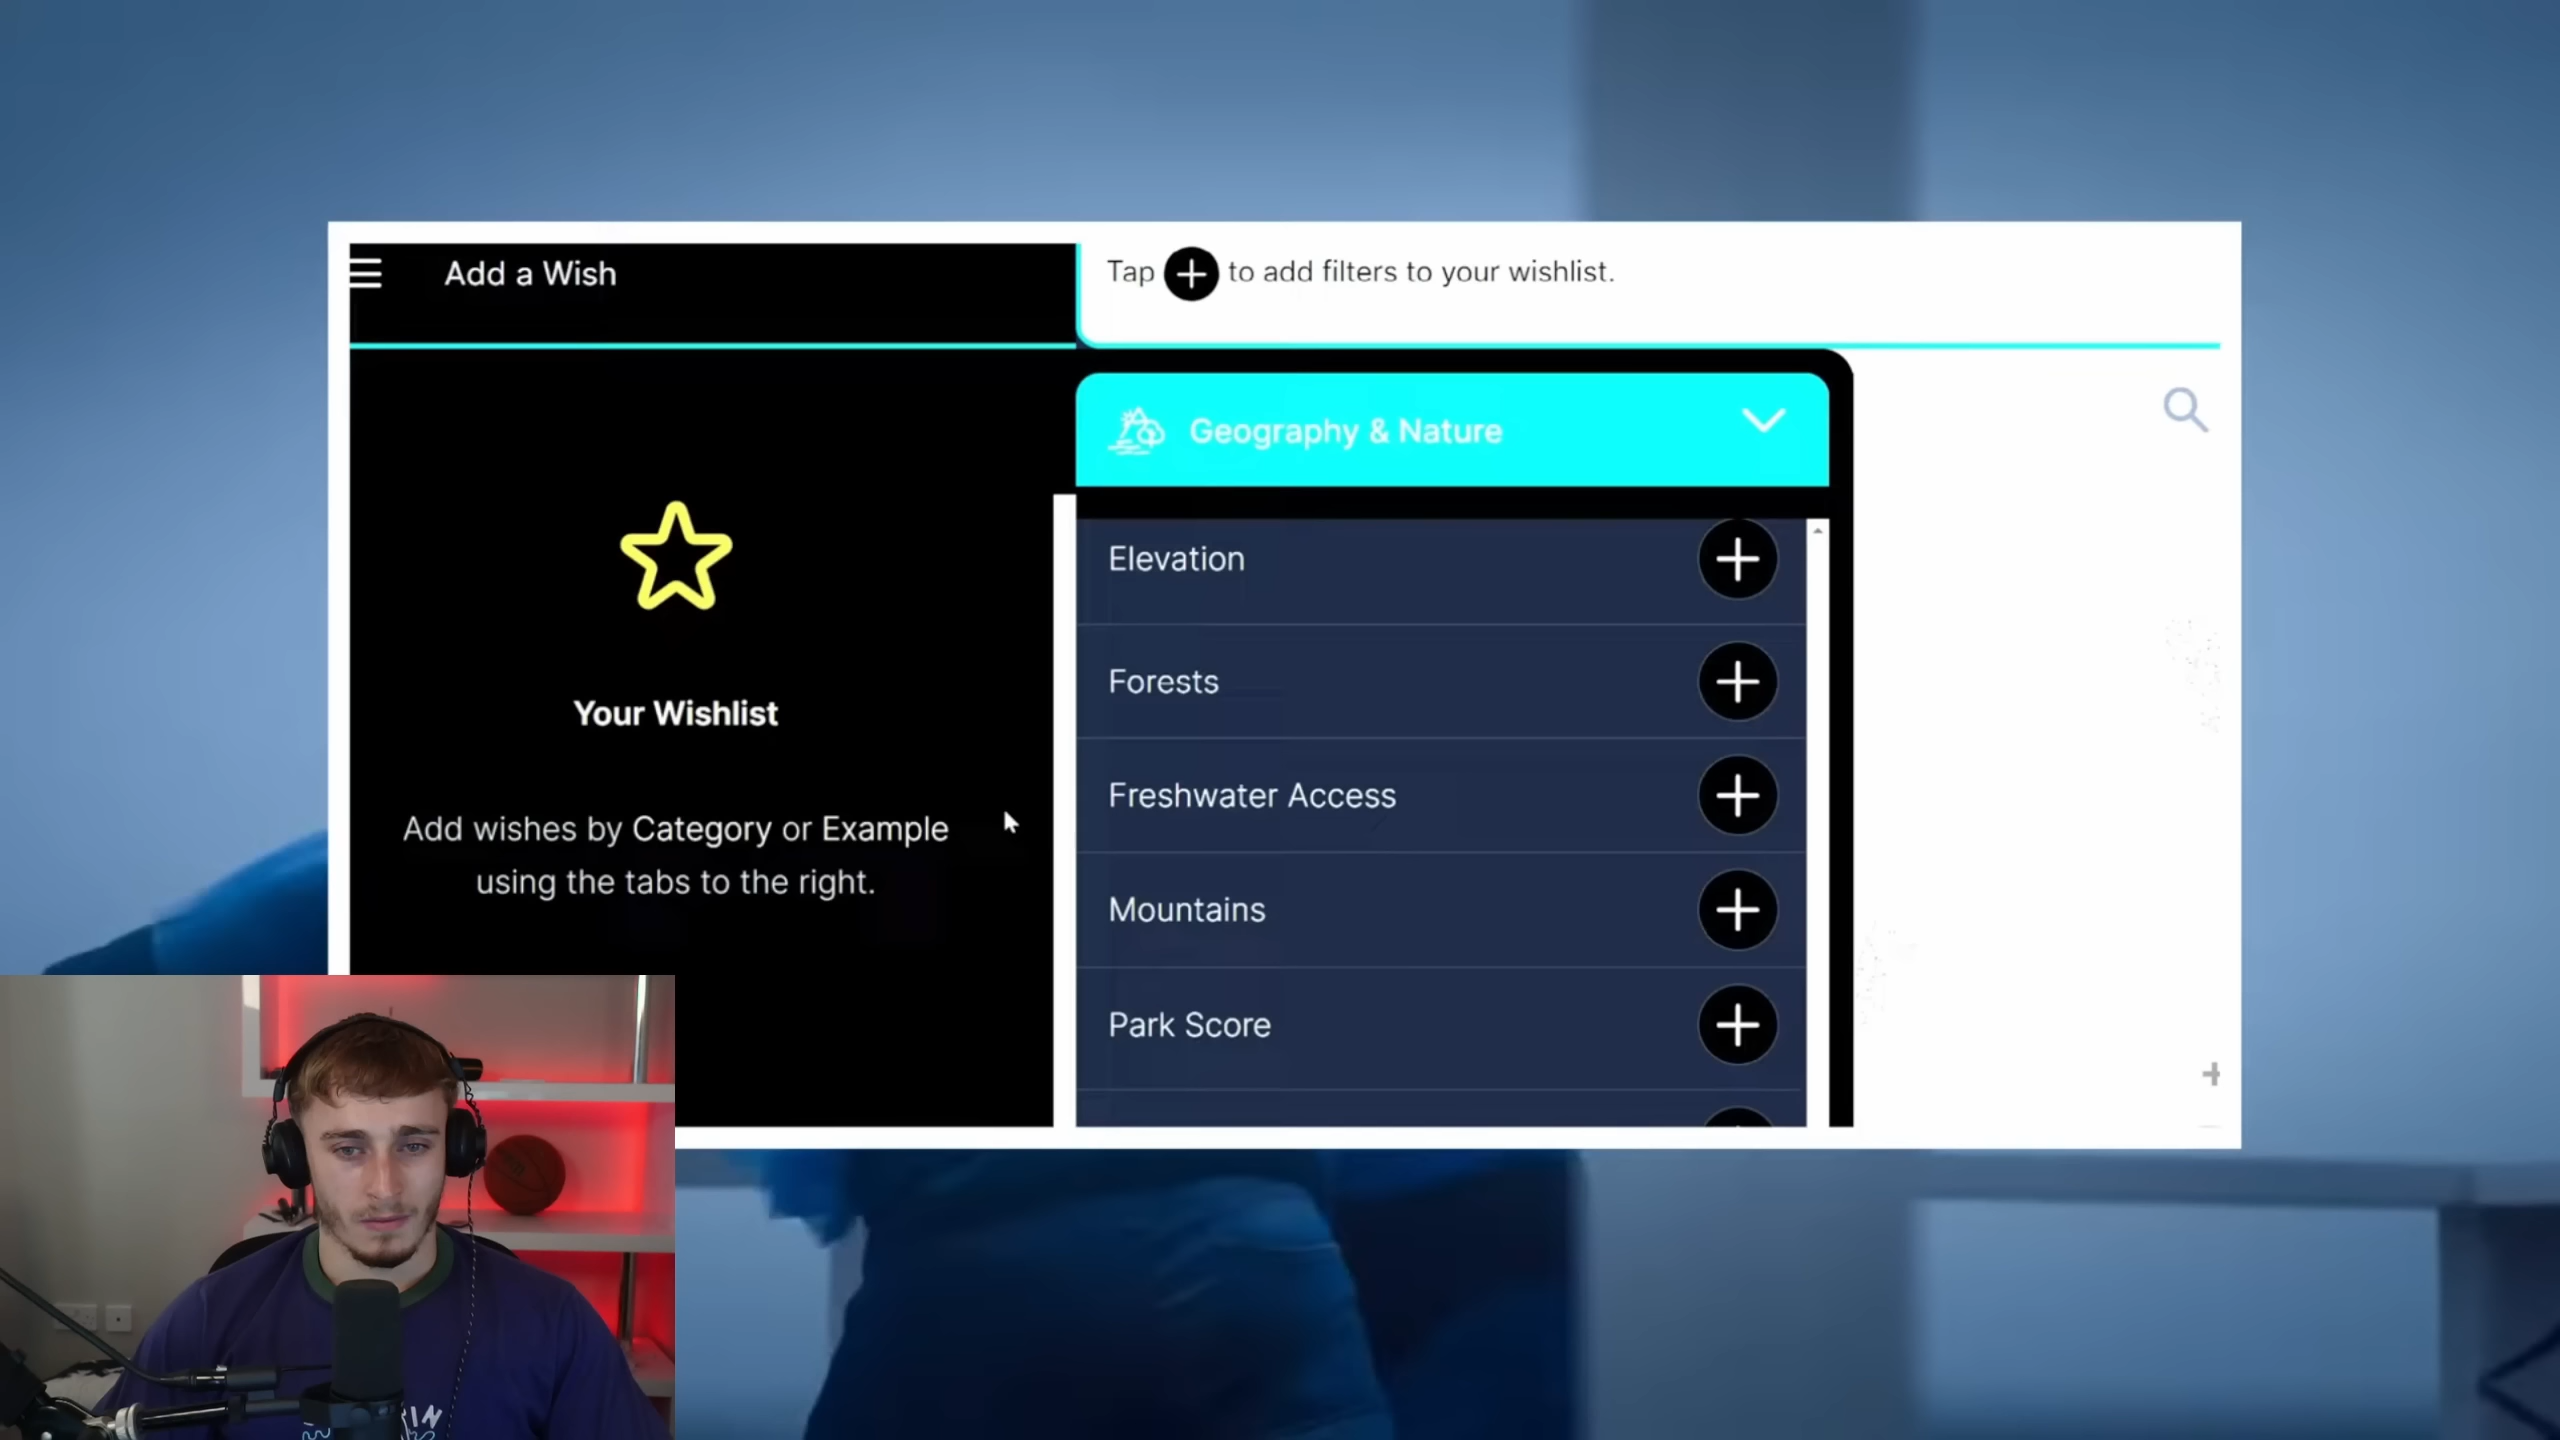 Add a Wish
Tap + to add filters to your wishlist.
Geography & Nature
Elevation
Forests
Freshwater Access
Mountains
Park Score
Your Wishlist
Add wishes by Category or Example
using the tabs to the right.